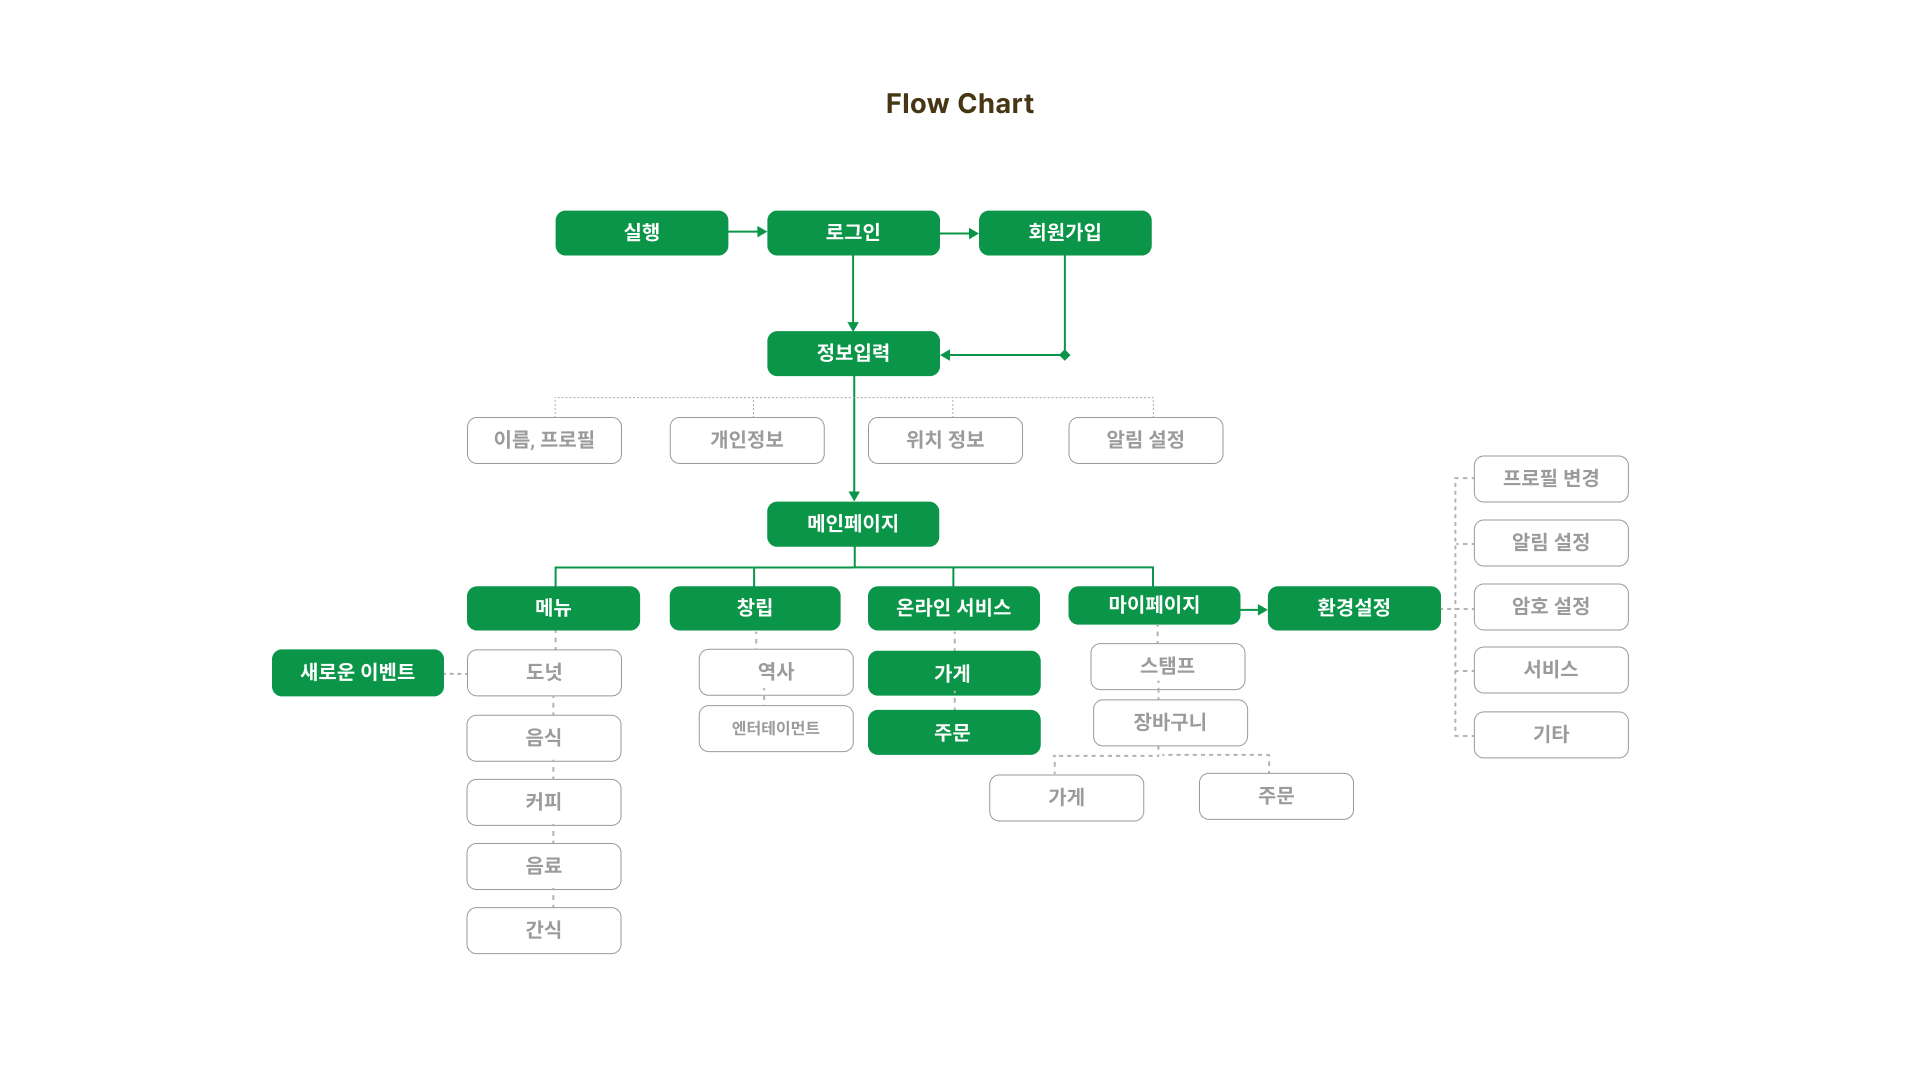 Flow Chart
실행
로그인
회원가입
정보입력
이름, 프로필
개인정보
위치 정보
알림 설정
메인페이지
메뉴
창립
온라인 서비스
마이페이지
환경설정
새로운 이벤트
도넛
음식
커피
음료
간식
역사
엔터테이먼트
가게
주문
스탬프
장바구니
가게
주문
프로필 변경
알림 설정
암호 설정
서비스
기타